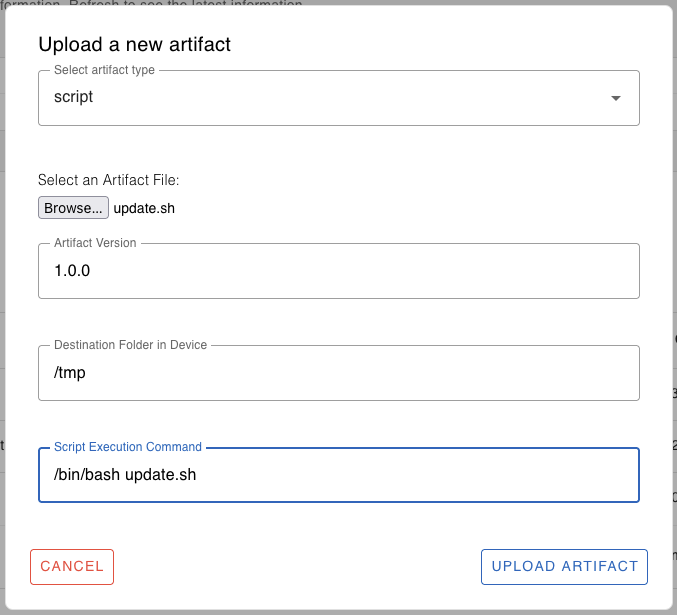 formation. Refresh to see the latest information.
Upload a new artifact
Select artifact type
script
Select an Artifact File:
Browse... update.sh
Artifact Version
1.0.0
Destination Folder in Device
/tmp
Script Execution Command
/bin/bash update.sh
CANCEL
UPLOAD ARTIFACT